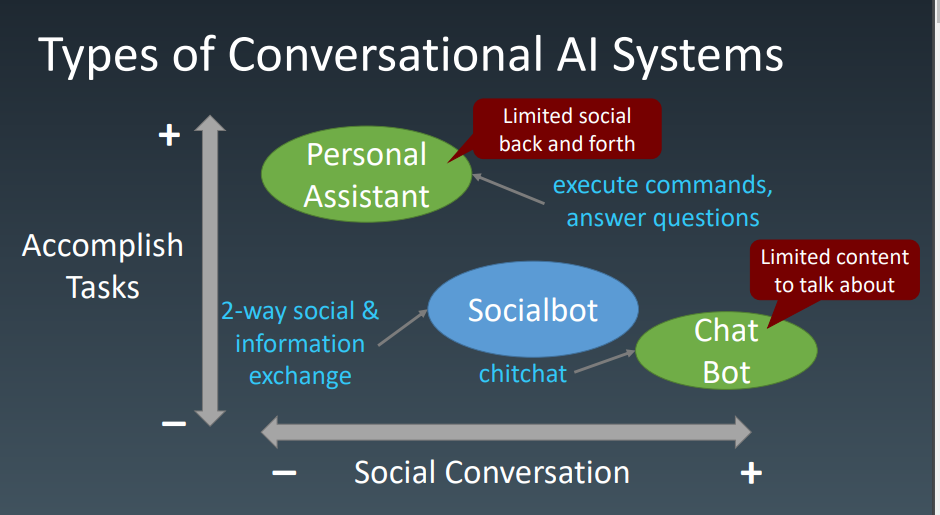 Types of Conversational AI Systems
+
Limited social
back and forth
Personal
Assistant
execute commands,
answer questions
Accomplish
Tasks
Limited content
to talk about
2-way social &
information
exchange
Socialbot
Chat
Bot
chitchat
–
–
Social Conversation
+